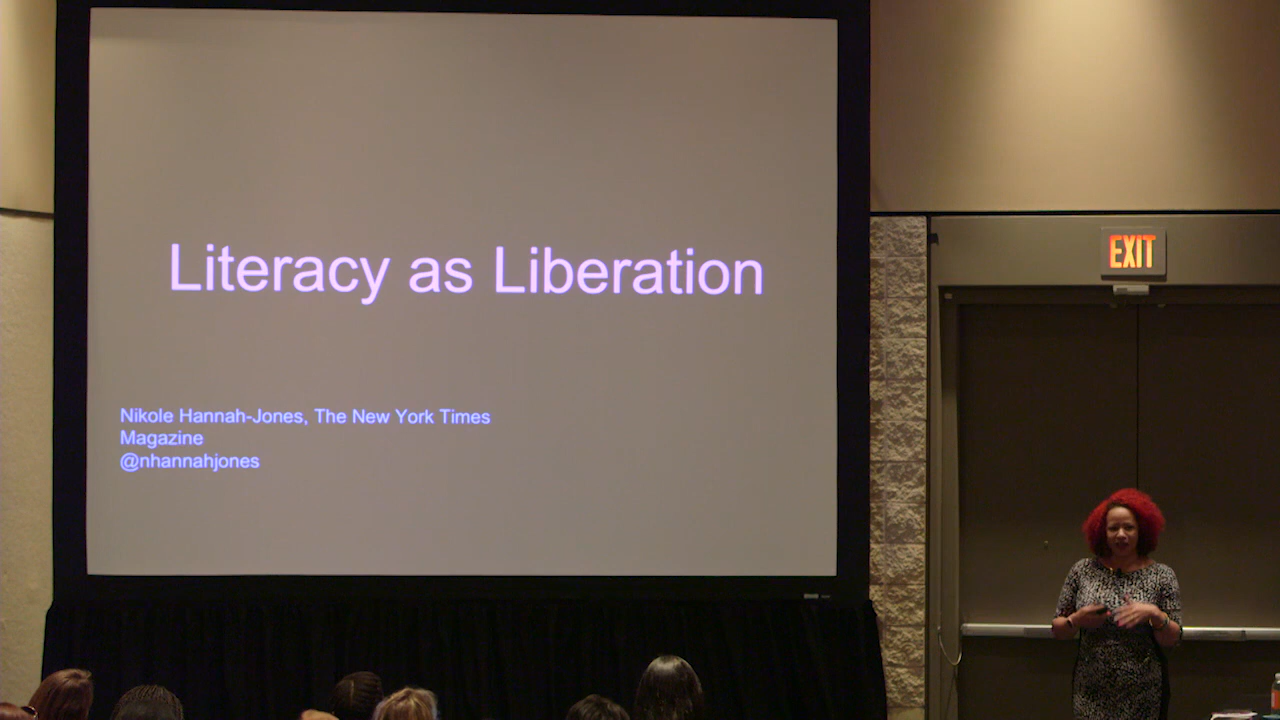 Literacy as Liberation
Nikole Hannah-Jones, The New York Times
Magazine
@nhannahjones
EXIT